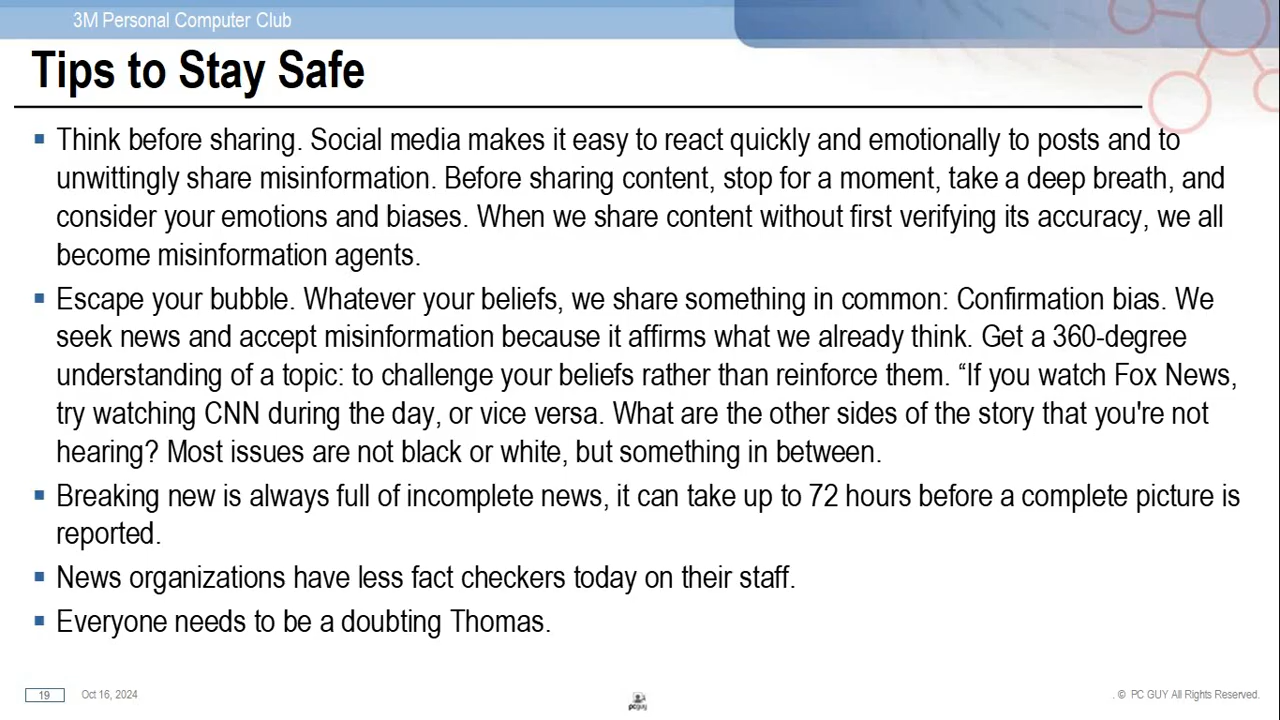 3M Personal Computer Club
Tips to Stay Safe
▪ Think before sharing. Social media makes it easy to react quickly and emotionally to posts and to
unwittingly share misinformation. Before sharing content, stop for a moment, take a deep breath, and
consider your emotions and biases. When we share content without first verifying its accuracy, we all
become misinformation agents.
▪ Escape your bubble. Whatever your beliefs, we share something in common: Confirmation bias. We
seek news and accept misinformation because it affirms what we already think. Get a 360-degree
understanding of a topic: to challenge your beliefs rather than reinforce them. “If you watch Fox News,
try watching CNN during the day, or vice versa. What are the other sides of the story that you're not
hearing? Most issues are not black or white, but something in between.
▪ Breaking new is always full of incomplete news, it can take up to 72 hours before a complete picture is
reported.
▪ News organizations have less fact checkers today on their staff.
▪ Everyone needs to be a doubting Thomas.
19 Oct 16, 2024
pcguy
. © PC GUY All Rights Reserved.